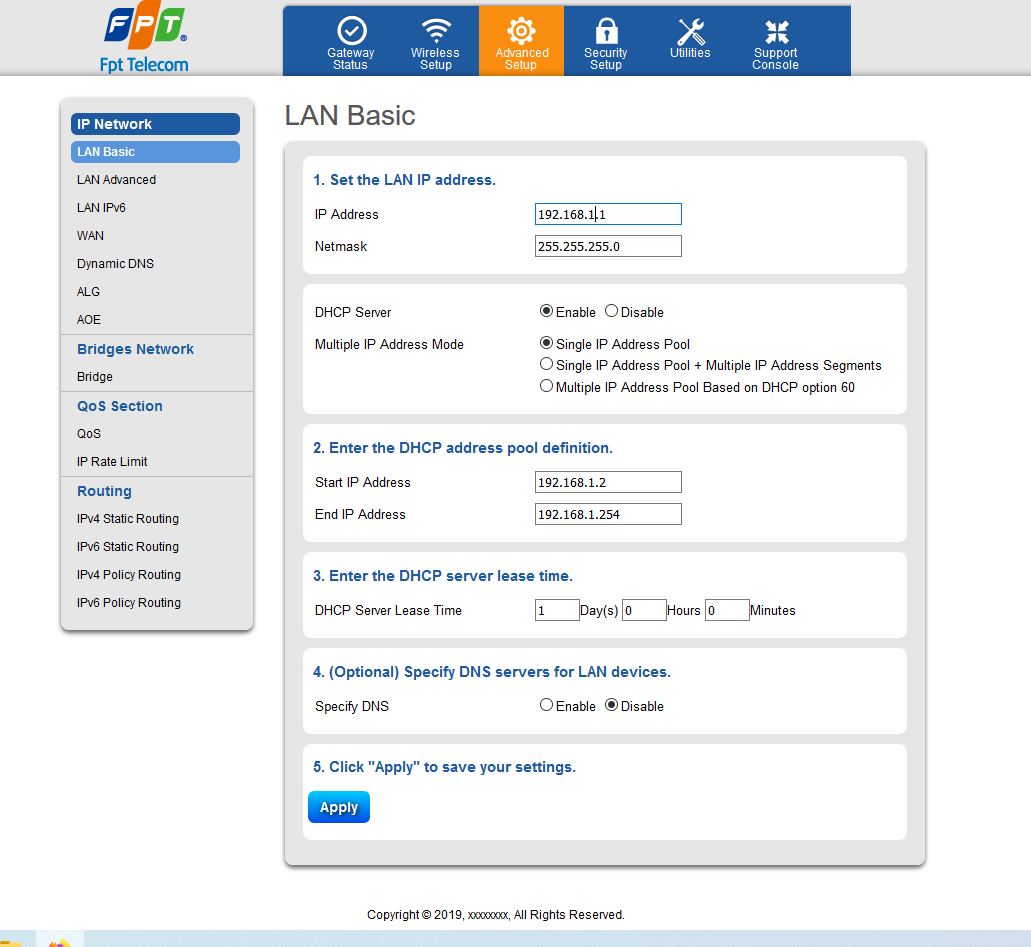 FPT®
Fpt Telecom
Gateway Status
Wireless Setup
Advanced Setup
Security Setup
Utilities
Support Console
IP Network
LAN Basic
LAN Advanced
LAN IPv6
WAN
Dynamic DNS
ALG
AOE
Bridges Network
Bridge
QoS Section
QoS
IP Rate Limit
Routing
IPv4 Static Routing
IPv6 Static Routing
IPv4 Policy Routing
IPv6 Policy Routing
LAN Basic
1. Set the LAN IP address.
IP Address 192.168.1.1
Netmask 255.255.255.0
DHCP Server Enable Disable
Multiple IP Address Mode Single IP Address Pool
Single IP Address Pool + Multiple IP Address Segments
Multiple IP Address Pool Based on DHCP option 60
2. Enter the DHCP address pool definition.
Start IP Address 192.168.1.2
End IP Address 192.168.1.254
3. Enter the DHCP server lease time.
DHCP Server Lease Time 1 Day(s) 0 Hours 0 Minutes
4. (Optional) Specify DNS servers for LAN devices.
Specify DNS Enable Disable
5. Click "Apply" to save your settings.
Apply
Copyright © 2019, xxxxxxxx, All Rights Reserved.